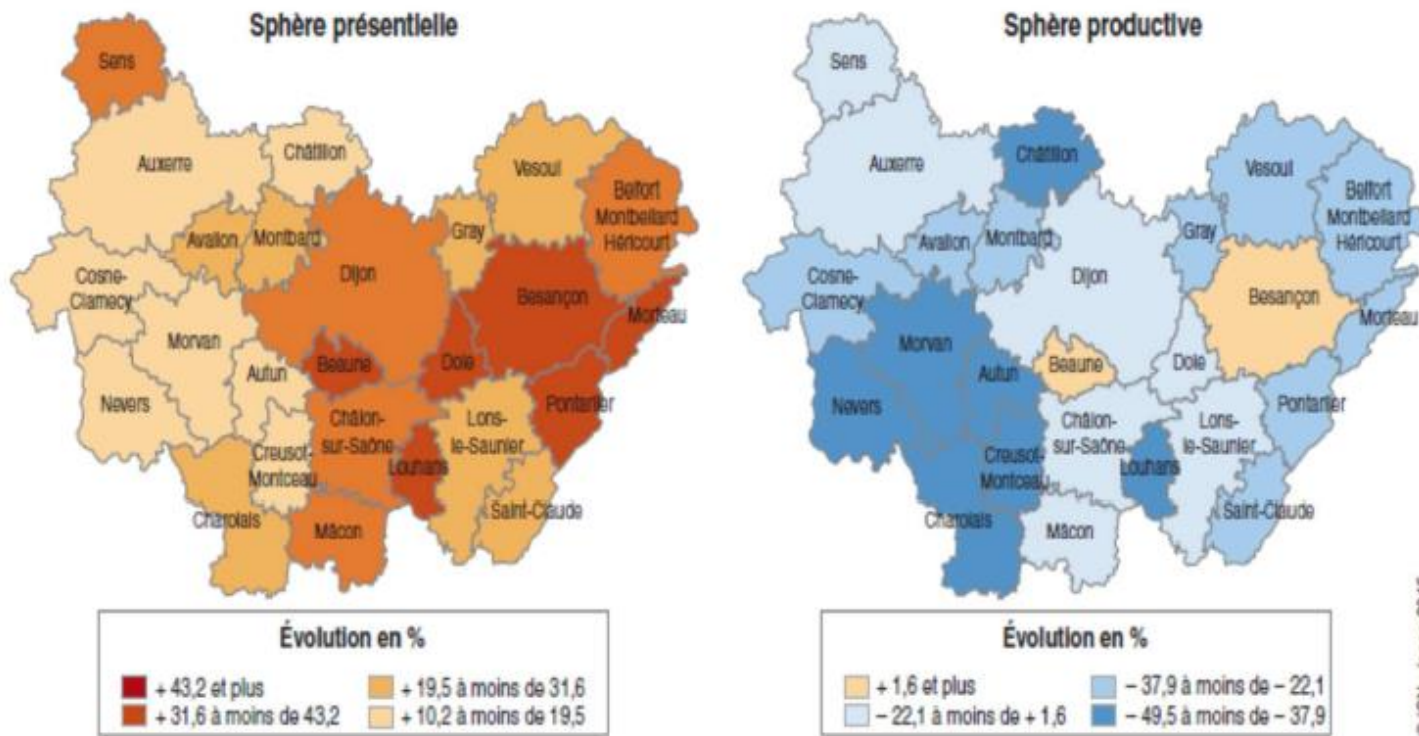 Sphère présentielle
Sens
Auxerre
Châtillon
Vesoul
Belfort
Montbeliard
Héricourt
Avallon
Montbard
Gray
Dijon
Besançon
Cosne-
Clamecy
Morteau
Morvan
Autun
Beaune
Dole
Nevers
Pontarlier
Châlon-
sur-Saône
Lons-
le-Saunier
Creusot-
Montceau
Louhans
Charolais
Mâcon
Saint-Claude
Évolution en %
+ 43,2 et plus
+ 31,6 à moins de 43,2
+ 19,5 à moins de 31,6
+ 10,2 à moins de 19,5
Sphère productive
Sens
Auxerre
Châtillon
Vesoul
Belfort
Montbeliard
Héricourt
Avallon
Montbard
Gray
Dijon
Besançon
Cosne-
Clamecy
Morteau
Morvan
Autun
Beaune
Dole
Nevers
Pontarlier
Châlon-
sur-Saône
Lons-
le-Saunier
Creusot-
Montceau
Louhans
Charolais
Mâcon
Saint-Claude
Évolution en %
+ 1,6 et plus
– 22,1 à moins de + 1,6
– 37,9 à moins de – 22,1
– 49,5 à moins de – 37,9